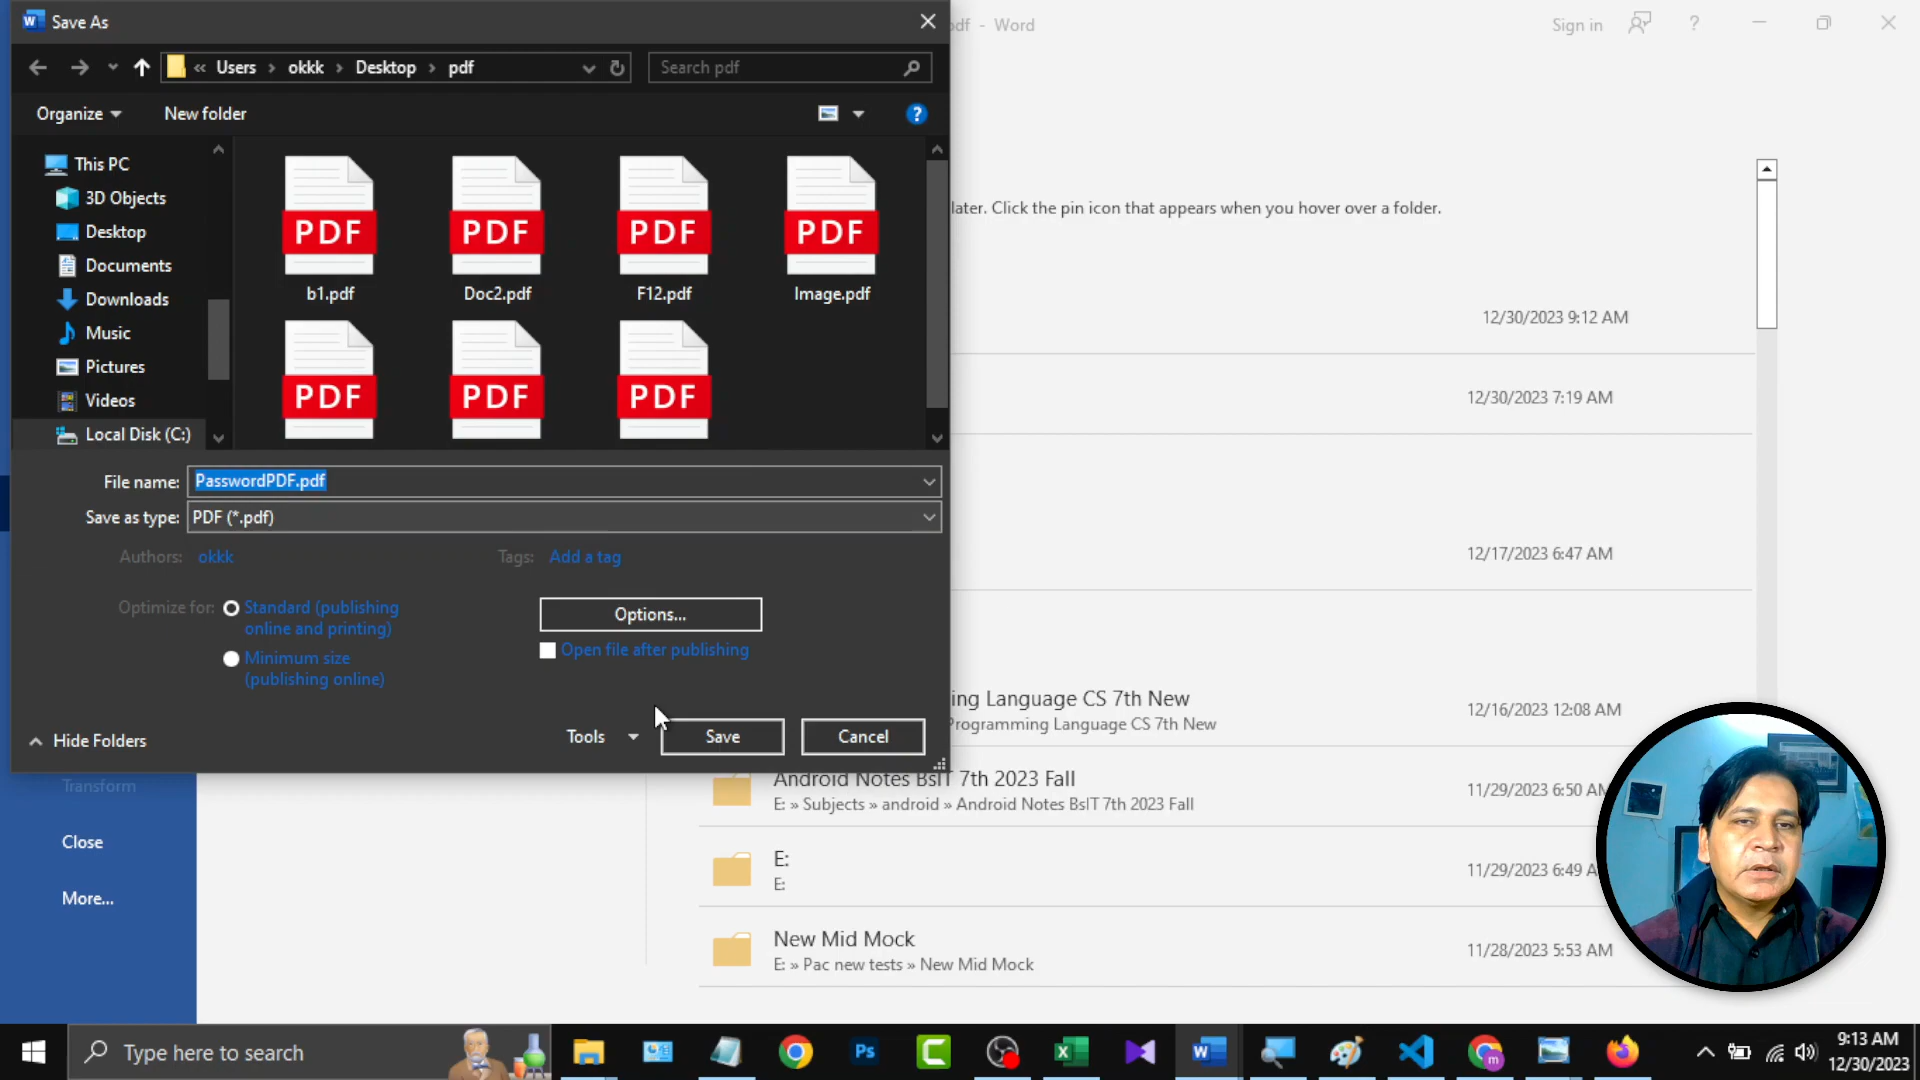 Save As
df - Word
Sign in
?
« Users › okkk › Desktop › pdf
Search pdf
Organize
New folder
?
This PC
3D Objects
Desktop
Documents
Downloads
Music
Pictures
Videos
Local Disk (C:)
PDF
PDF
PDF
PDF
b1.pdf
Doc2.pdf
F12.pdf
Image.pdf
PDF
PDF
PDF
later. Click the pin icon that appears when you hover over a folder.
12/30/2023 9:12 AM
12/30/2023 7:19 AM
12/17/2023 6:47 AM
File name:
PasswordPDF.pdf
Save as type:
PDF (*.pdf)
Authors:
okkk
Tags:
Add a tag
Optimize for:
Standard (publishing
online and printing)
Minimum size
(publishing online)
Options...
Open file after publishing
Hide Folders
Tools
Save
Cancel
ing Language CS 7th New
Programming Language CS 7th New
12/16/2023 12:08 AM
Android Notes BsIT 7th 2023 Fall
E: » Subjects » android » Android Notes BsIT 7th 2023 Fall
11/29/2023 6:50 AM
E:
E:
11/29/2023 6:49 A
New Mid Mock
E: » Pac new tests » New Mid Mock
11/28/2023 5:53 AM
Transform
Close
More...
Type here to search
Ps
9:13 AM
12/30/2023